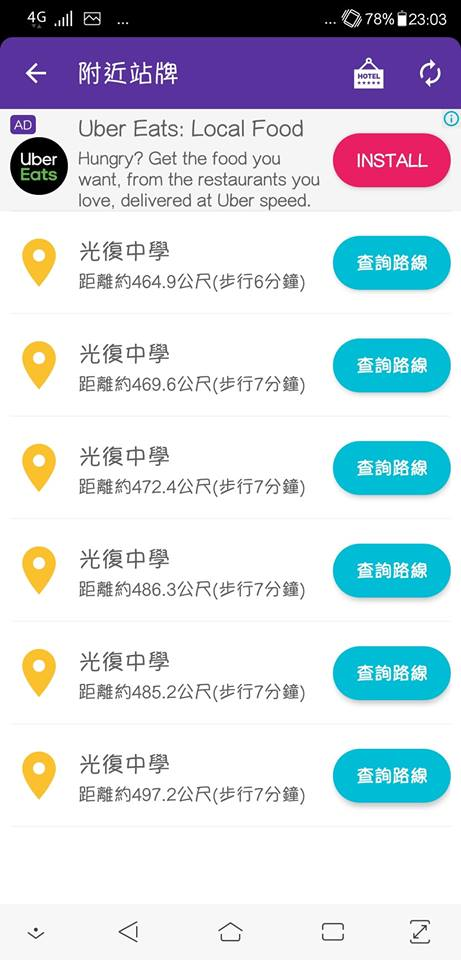 4G ... ... 78% 23:03
附近站牌 HOTEL
AD
Uber Eats
Uber Eats: Local Food
Hungry? Get the food you
want, from the restaurants you
love, delivered at Uber speed.
INSTALL
光復中學
距離約464.9公尺(步行6分鐘)
查詢路線
光復中學
距離約469.6公尺(步行7分鐘)
查詢路線
光復中學
距離約472.4公尺(步行7分鐘)
查詢路線
光復中學
距離約486.3公尺(步行7分鐘)
查詢路線
光復中學
距離約485.2公尺(步行7分鐘)
查詢路線
光復中學
距離約497.2公尺(步行7分鐘)
查詢路線